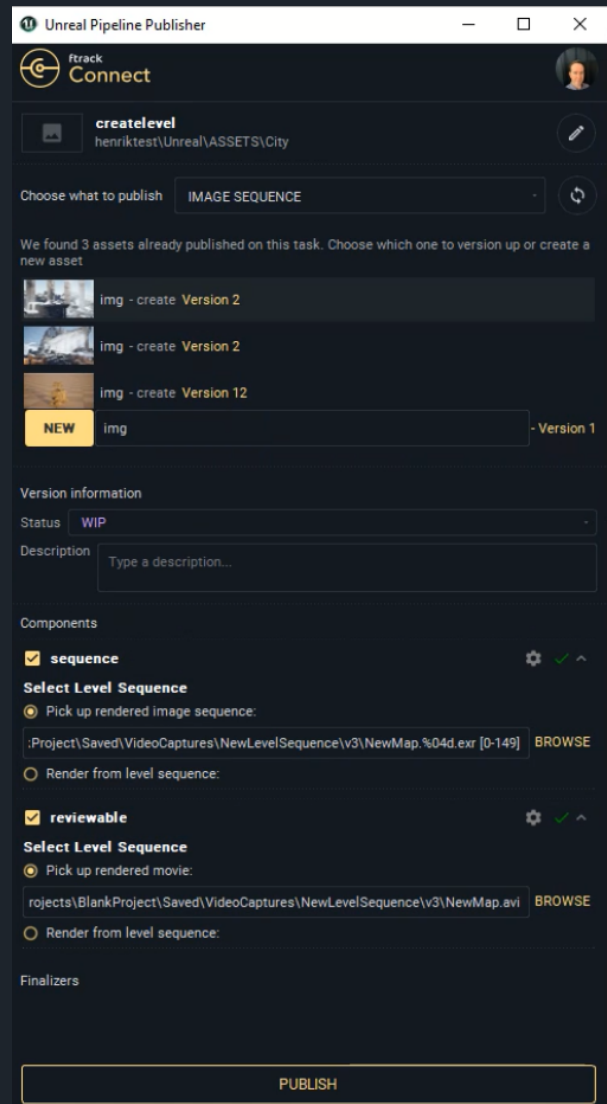 Unreal Pipeline Publisher
ftrack
Connect
createlevel
henriktest\Unreal\ASSETS\City
Choose what to publish IMAGE SEQUENCE
We found 3 assets already published on this task. Choose which one to version up or create a
new asset
img - create Version 2
img - create Version 2
img - create Version 12
NEW img - Version 1
Version information
Status WIP
Description Type a description...
Components
sequence
Select Level Sequence
Pick up rendered image sequence:
:Project\Saved\VideoCaptures\NewLevelSequence\v3\NewMap.%04d.exr [0-149] BROWSE
Render from level sequence:
reviewable
Select Level Sequence
Pick up rendered movie:
rojects\BlankProject\Saved\VideoCaptures\NewLevelSequence\v3\NewMap.avi BROWSE
Render from level sequence:
Finalizers
PUBLISH